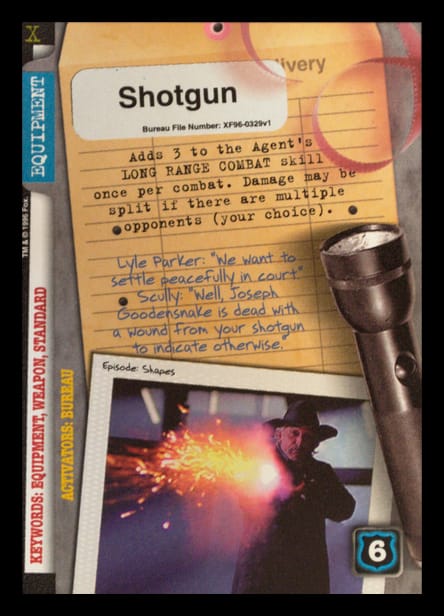 X
EQUIPMENT
TM & © 1996 Fox.
KEYWORDS: EQUIPMENT, WEAPON, STANDARD
ACTIVATORS: BUREAU
livery
Shotgun
Bureau File Number: XF96-0329v1
Adds 3 to the Agent's
LONG RANGE COMBAT skill
once per combat. Damage may be
split if there are multiple
opponents (your choice).
Lyle Parker: "We want to
settle peacefully in court."
Scully: "Well, Joseph
Goodensnake is dead with
a wound from your shotgun
to indicate otherwise."
Episode: Shapes
6